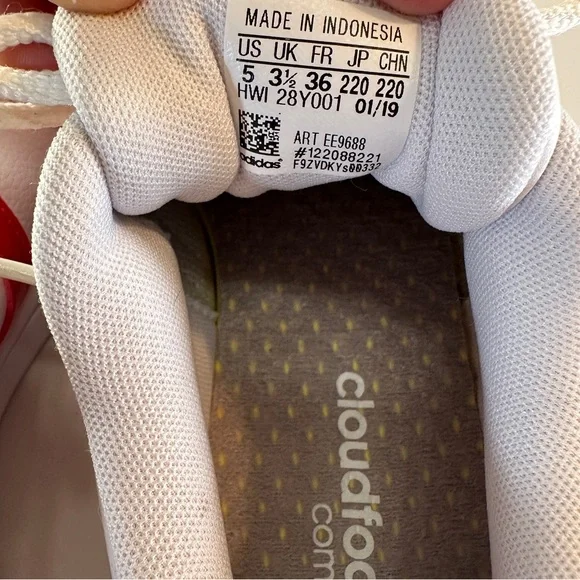 MADE IN INDONESIA
US UK FR JP CHN
5 3½ 36 220 220
HWI 28Y001 01/19
ART EE9688
#122088221
adidas
cloudfoa
com